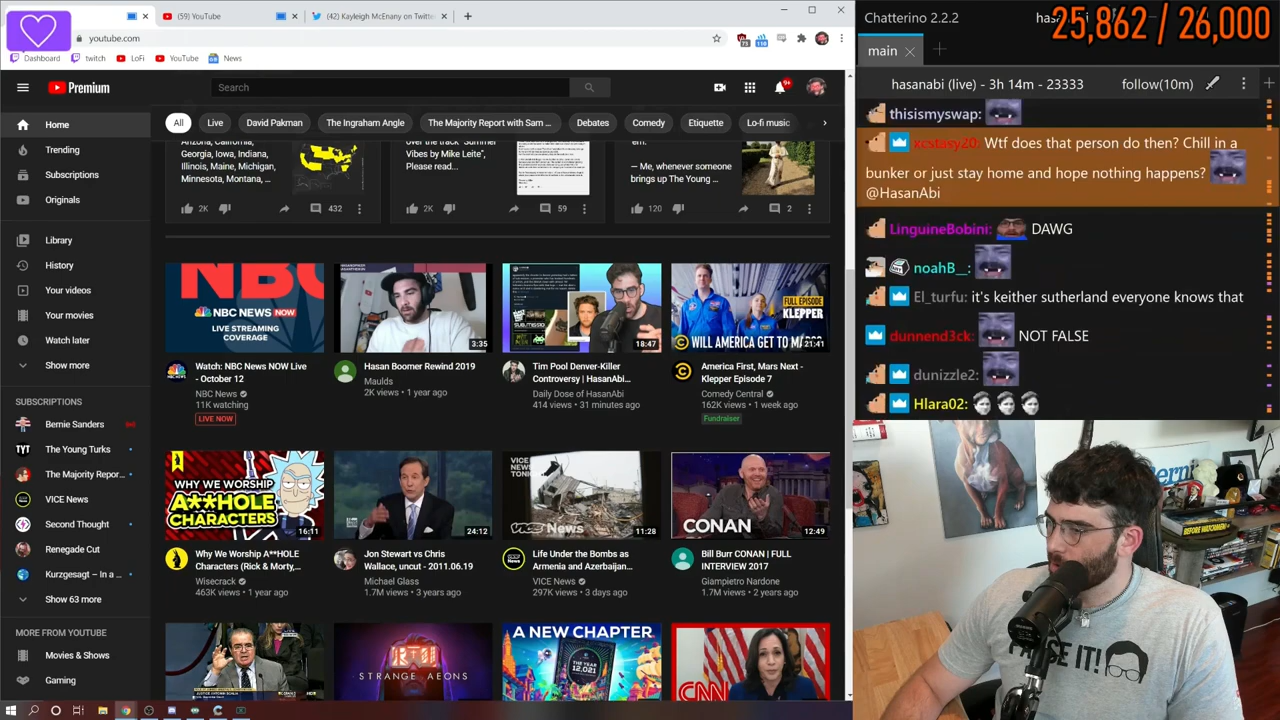 (59) YouTube
(42) Kayleigh McEnany on Twitte
youtube.com
Dashboard
twitch
LoFi
YouTube
News
Premium
Search
9+
Home
Trending
Subscriptions
Originals
Library
History
Your videos
Your movies
Watch later
Show more
SUBSCRIPTIONS
Bernie Sanders
The Young Turks
The Majority Repor...
VICE News
Second Thought
Renegade Cut
Kurzgesagt – In a ...
Show 63 more
MORE FROM YOUTUBE
Movies & Shows
Gaming
All
Live
David Pakman
The Ingraham Angle
The Majority Report with Sam ...
Debates
Comedy
Etiquette
Lo-fi music
Arizona, California,
Georgia, Iowa, Indiana,
Illinois, Maine, Michigan,
Minnesota, Montana,...
2K
432
over the track "Summer
Vibes by Mike Leite",
Please read...
2K
59
em:
— Me, whenever someone
brings up The Young ...
120
2
NBC
NBC NEWS NOW
LIVE STREAMING
COVERAGE
Watch: NBC News NOW Live
- October 12
NBC News
11K watching
LIVE NOW
3:35
Hasan Boomer Rewind 2019
Maulds
2K views • 1 year ago
18:47
Tim Pool Denver-Killer
Controversy | HasanAbi...
Daily Dose of HasanAbi
414 views • 31 minutes ago
FULL
EPISODE
KLEPPER
WILL AMERICA GET TO
21:41
America First, Mars Next -
Klepper Episode 7
Comedy Central
162K views • 1 week ago
Fundraiser
WHY WE WORSHIP
A**HOLE
CHARACTERS
16:11
Why We Worship A**HOLE
Characters (Rick & Morty,...
Wisecrack
463K views • 1 year ago
24:12
Jon Stewart vs Chris
Wallace, uncut - 2011.06.19
Michael Glass
1.7M views • 3 years ago
VICE
NEWS
TONIGHT
VICE News
11:28
Life Under the Bombs as
Armenia and Azerbaijan...
VICE News
297K views • 3 days ago
CONAN
12:49
Bill Burr CONAN | FULL
INTERVIEW 2017
Giampietro Nardone
1.7M views • 2 years ago
STRANGE AEONS
A NEW CHAPTER
THE YEAR
12,021
CNN
Chatterino 2.2.2
25,862 / 26,000
main
hasanabi (live) - 3h 14m - 23333
follow(10m)
thisismyswap:
xcstasy20: Wtf does that person do then? Chill in a
bunker or just stay home and hope nothing happens?
@HasanAbi
LinguineBobini: DAWG
noahB__:
El_turfu: it's keither sutherland everyone knows that
dunnend3ck: NOT FALSE
dunizzle2:
Hlara02:
Bernie